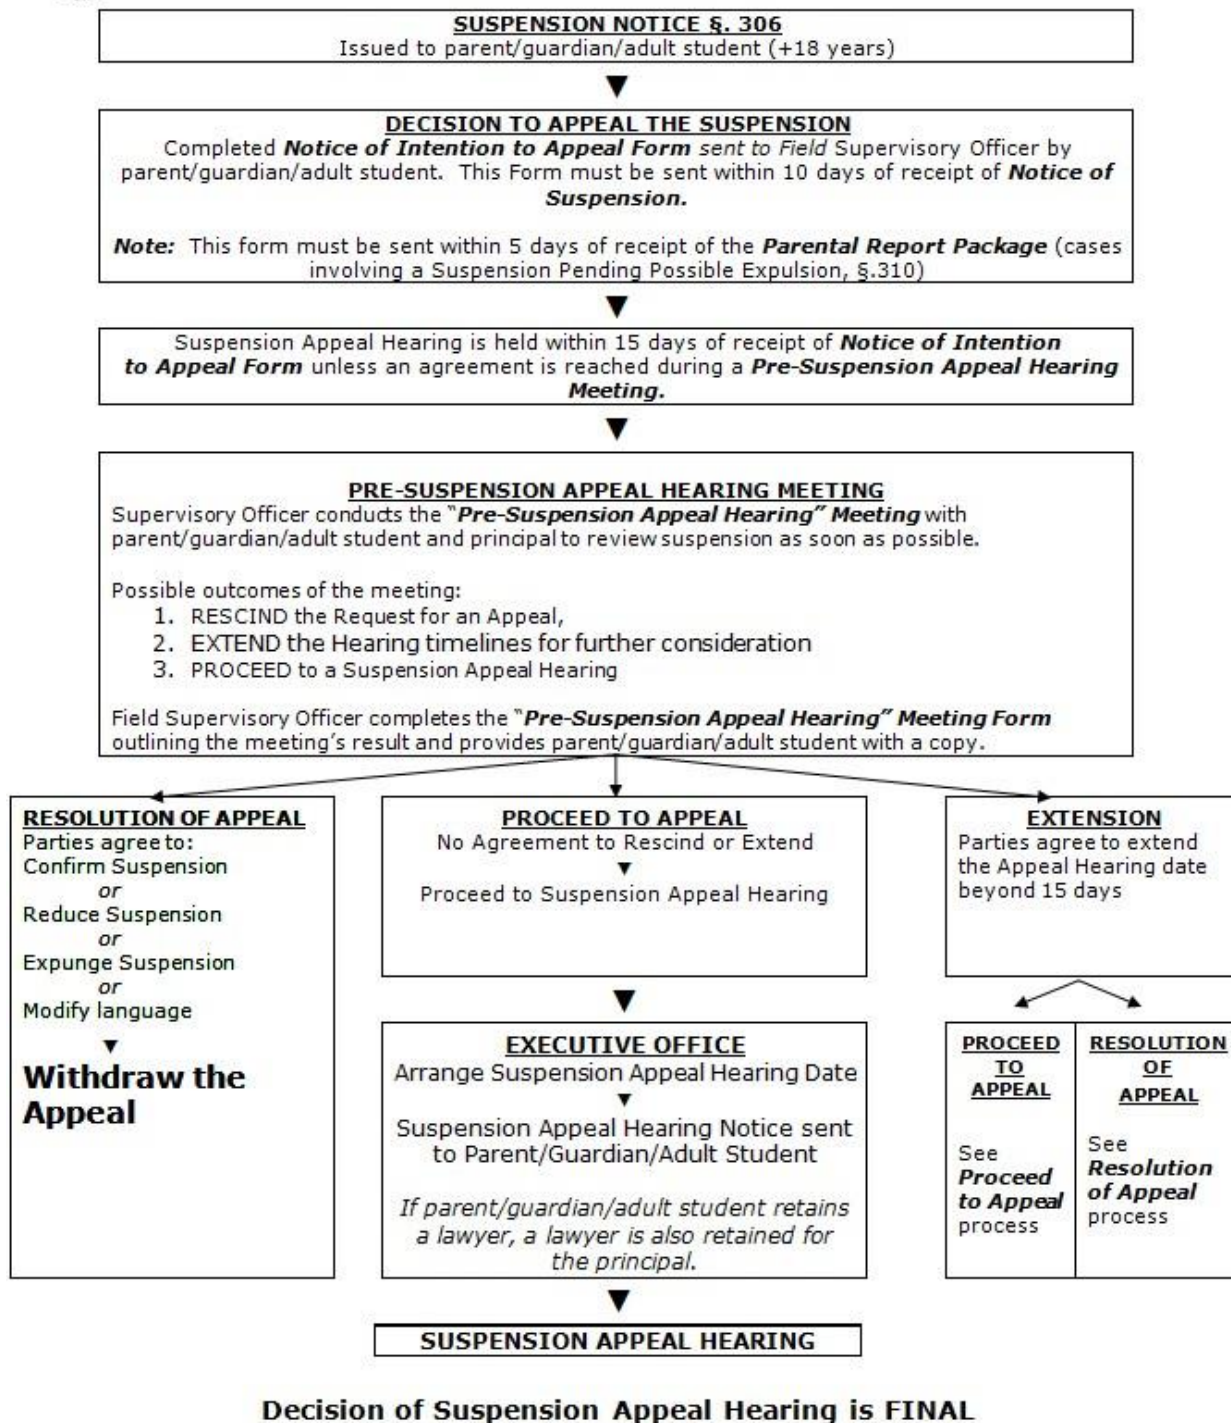 SUSPENSION NOTICE §. 306
Issued to parent/guardian/adult student (+18 years)
DECISION TO APPEAL THE SUSPENSION
Completed Notice of Intention to Appeal Form sent to Field Supervisory Officer by
parent/guardian/adult student. This Form must be sent within 10 days of receipt of Notice of
Suspension.
Note: This form must be sent within 5 days of receipt of the Parental Report Package (cases
involving a Suspension Pending Possible Expulsion, §.310)
Suspension Appeal Hearing is held within 15 days of receipt of Notice of Intention
to Appeal Form unless an agreement is reached during a Pre-Suspension Appeal Hearing
Meeting.
PRE-SUSPENSION APPEAL HEARING MEETING
Supervisory Officer conducts the “Pre-Suspension Appeal Hearing” Meeting with
parent/guardian/adult student and principal to review suspension as soon as possible.
Possible outcomes of the meeting:
1. RESCIND the Request for an Appeal,
2. EXTEND the Hearing timelines for further consideration
3. PROCEED to a Suspension Appeal Hearing
Field Supervisory Officer completes the “Pre-Suspension Appeal Hearing” Meeting Form
outlining the meeting’s result and provides parent/guardian/adult student with a copy.
RESOLUTION OF APPEAL
Parties agree to:
Confirm Suspension
or
Reduce Suspension
or
Expunge Suspension
or
Modify language
Withdraw the
Appeal
PROCEED TO APPEAL
No Agreement to Rescind or Extend
Proceed to Suspension Appeal Hearing
EXECUTIVE OFFICE
Arrange Suspension Appeal Hearing Date
Suspension Appeal Hearing Notice sent
to Parent/Guardian/Adult Student
If parent/guardian/adult student retains
a lawyer, a lawyer is also retained for
the principal.
EXTENSION
Parties agree to extend
the Appeal Hearing date
beyond 15 days
PROCEED
TO
APPEAL
See
Proceed
to Appeal
process
RESOLUTION
OF
APPEAL
See
Resolution
of Appeal
process
SUSPENSION APPEAL HEARING
Decision of Suspension Appeal Hearing is FINAL